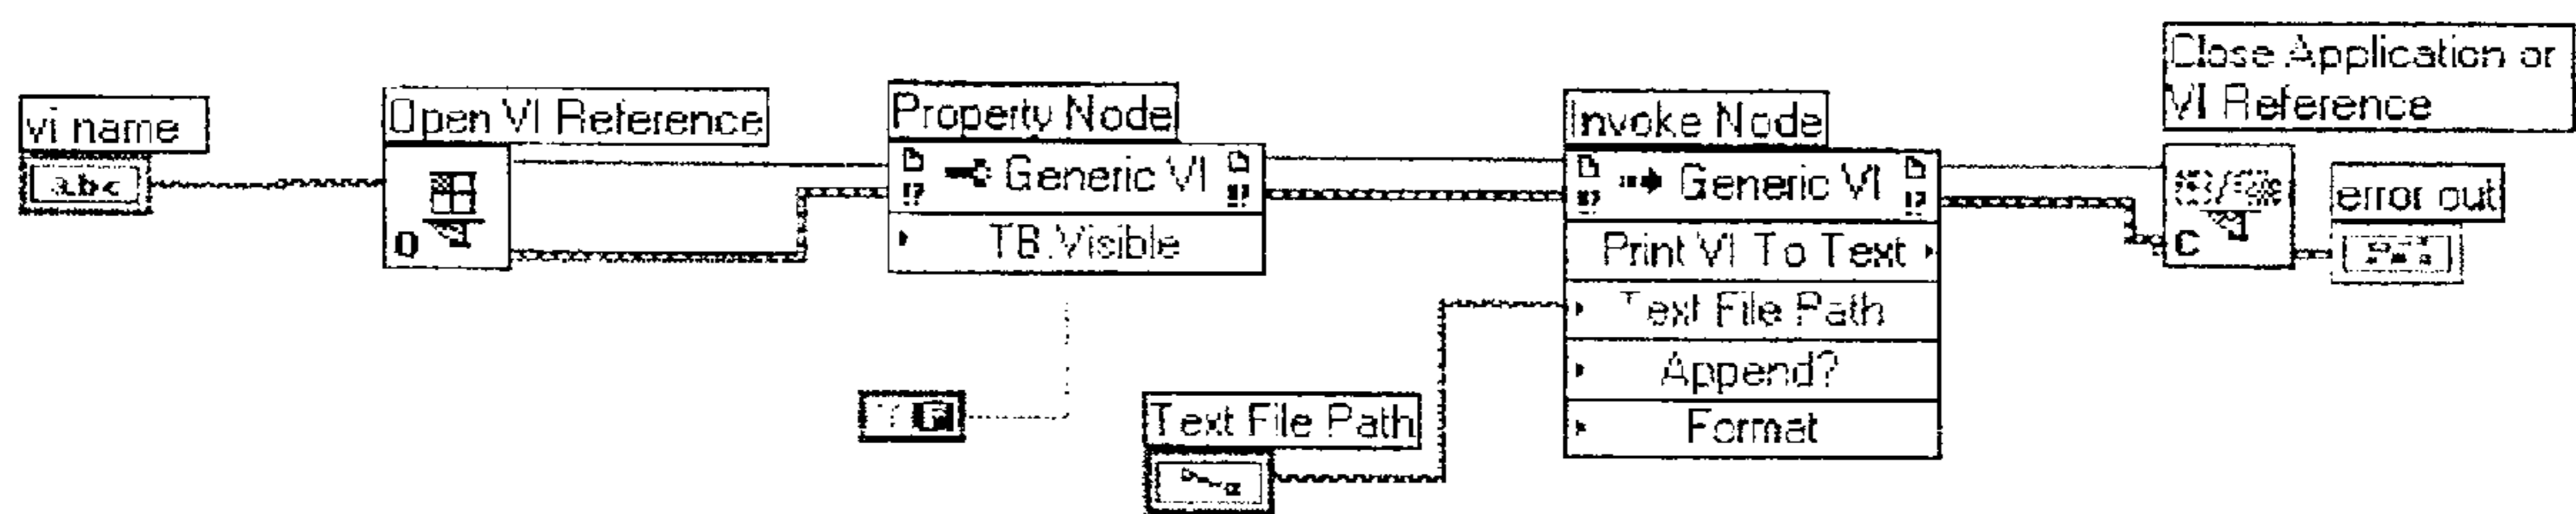 vi name
abc
Open VI Reference
Property Node
Generic VI
TB.Visible
F
Text File Path
Invoke Node
Generic VI
Print VI To Text
Text File Path
Append?
Format
Close Application or
VI Reference
C
error out